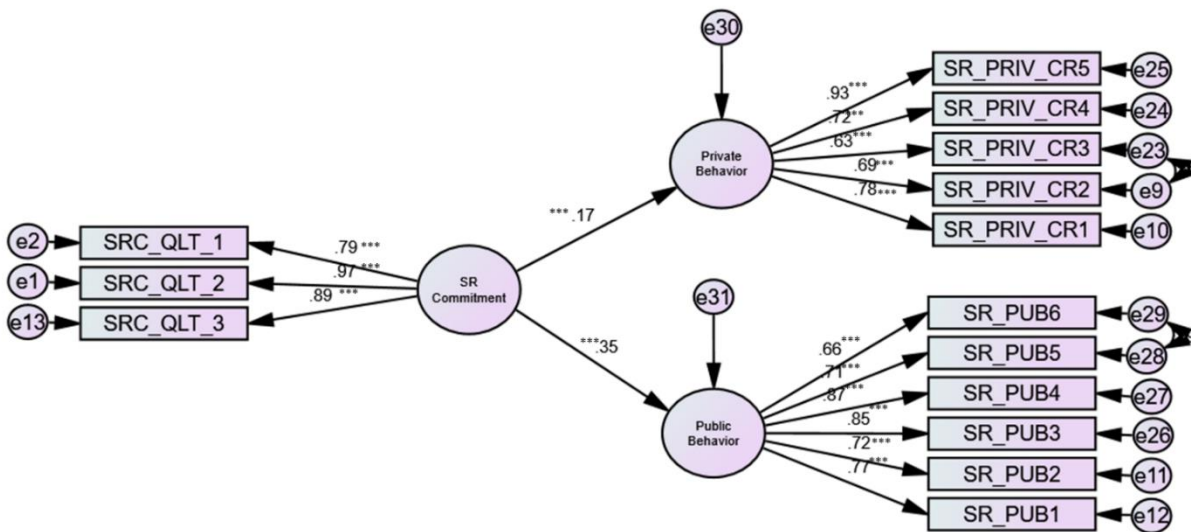 e30
SR_PRIV_CR5
e25
.93***
SR_PRIV_CR4
e24
.72**
SR_PRIV_CR3
e23
.63***
Private
Behavior
SR_PRIV_CR2
e9
.69***
SR_PRIV_CR1
e10
.78***
*** .17
e2
SRC_QLT_1
.79 ***
e1
SRC_QLT_2
.97 ***
e13
SRC_QLT_3
.89 ***
SR
Commitment
***.35
e31
SR_PUB6
e29
.66***
SR_PUB5
e28
.71***
SR_PUB4
e27
.87***
SR_PUB3
e26
.85 ***
Public
Behavior
SR_PUB2
e11
.72***
SR_PUB1
e12
.77***